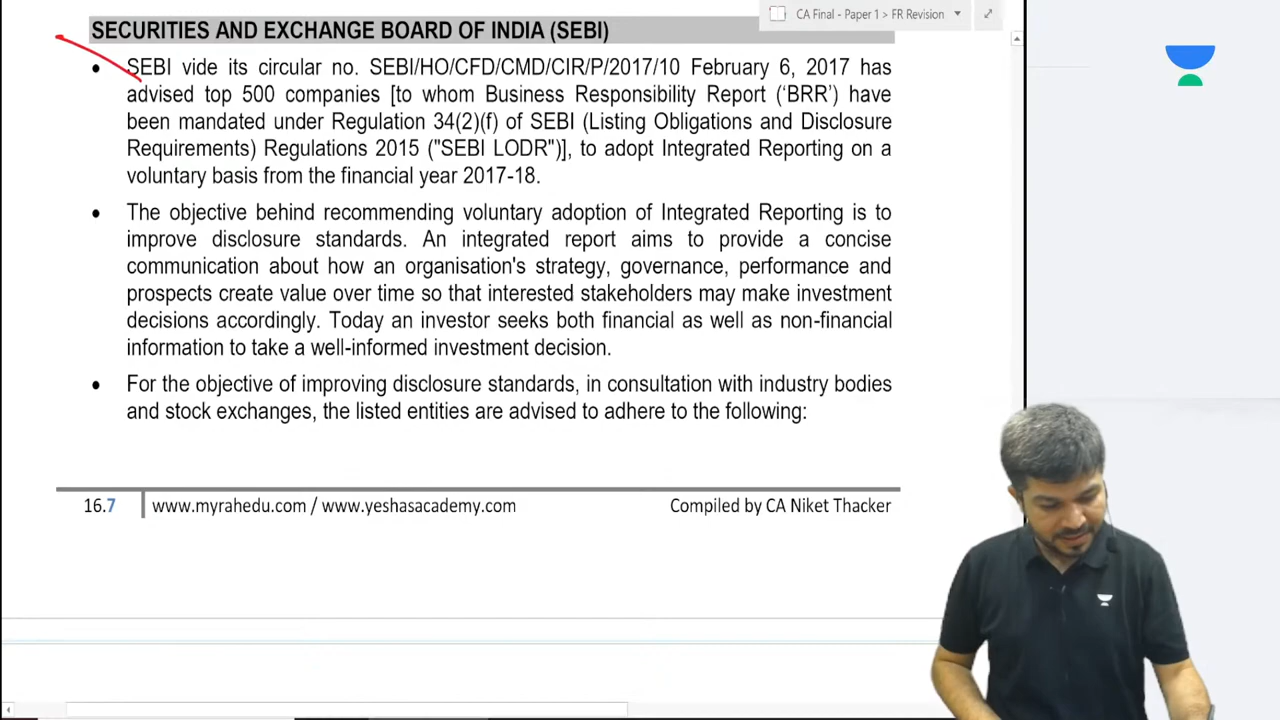 CA Final - Paper 1 > FR Revision
SECURITIES AND EXCHANGE BOARD OF INDIA (SEBI)
• SEBI vide its circular no. SEBI/HO/CFD/CMD/CIR/P/2017/10 February 6, 2017 has
advised top 500 companies [to whom Business Responsibility Report (‘BRR’) have
been mandated under Regulation 34(2)(f) of SEBI (Listing Obligations and Disclosure
Requirements) Regulations 2015 ("SEBI LODR")], to adopt Integrated Reporting on a
voluntary basis from the financial year 2017-18.
• The objective behind recommending voluntary adoption of Integrated Reporting is to
improve disclosure standards. An integrated report aims to provide a concise
communication about how an organisation's strategy, governance, performance and
prospects create value over time so that interested stakeholders may make investment
decisions accordingly. Today an investor seeks both financial as well as non-financial
information to take a well-informed investment decision.
• For the objective of improving disclosure standards, in consultation with industry bodies
and stock exchanges, the listed entities are advised to adhere to the following:
16.7 www.myrahedu.com / www.yeshasacademy.com Compiled by CA Niket Thacker